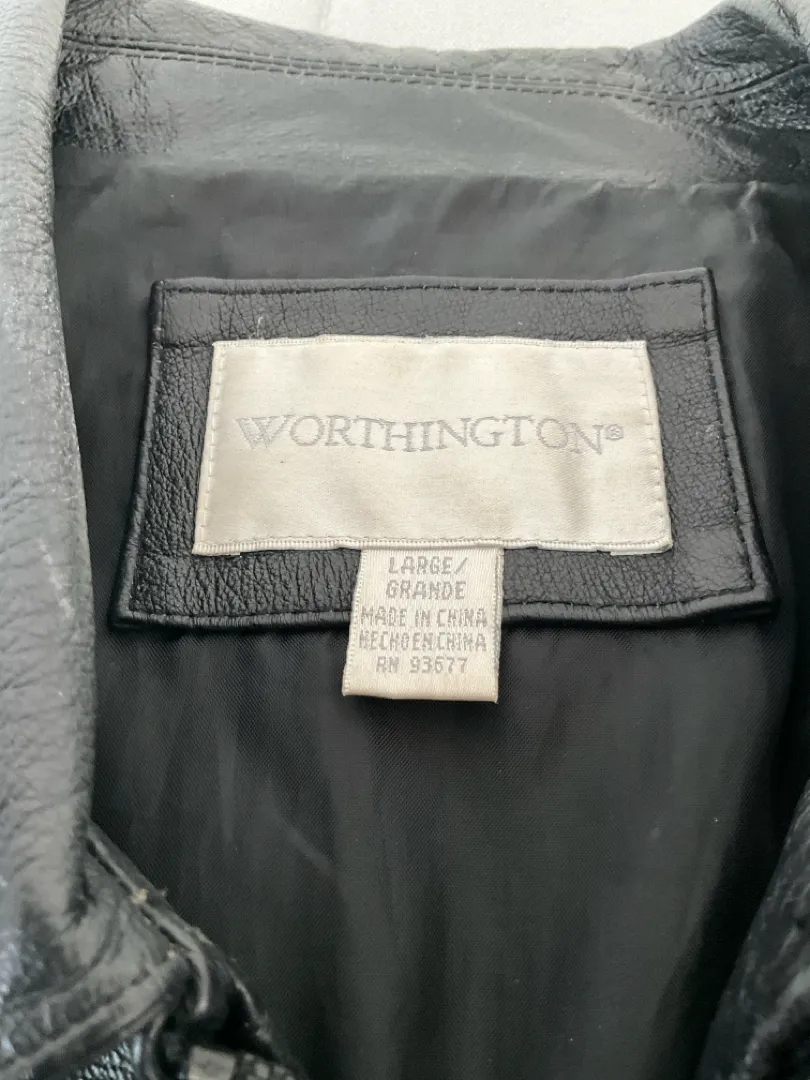 WORTHINGTON®
LARGE/
GRANDE
MADE IN CHINA
HECHO EN CHINA
RN 93677